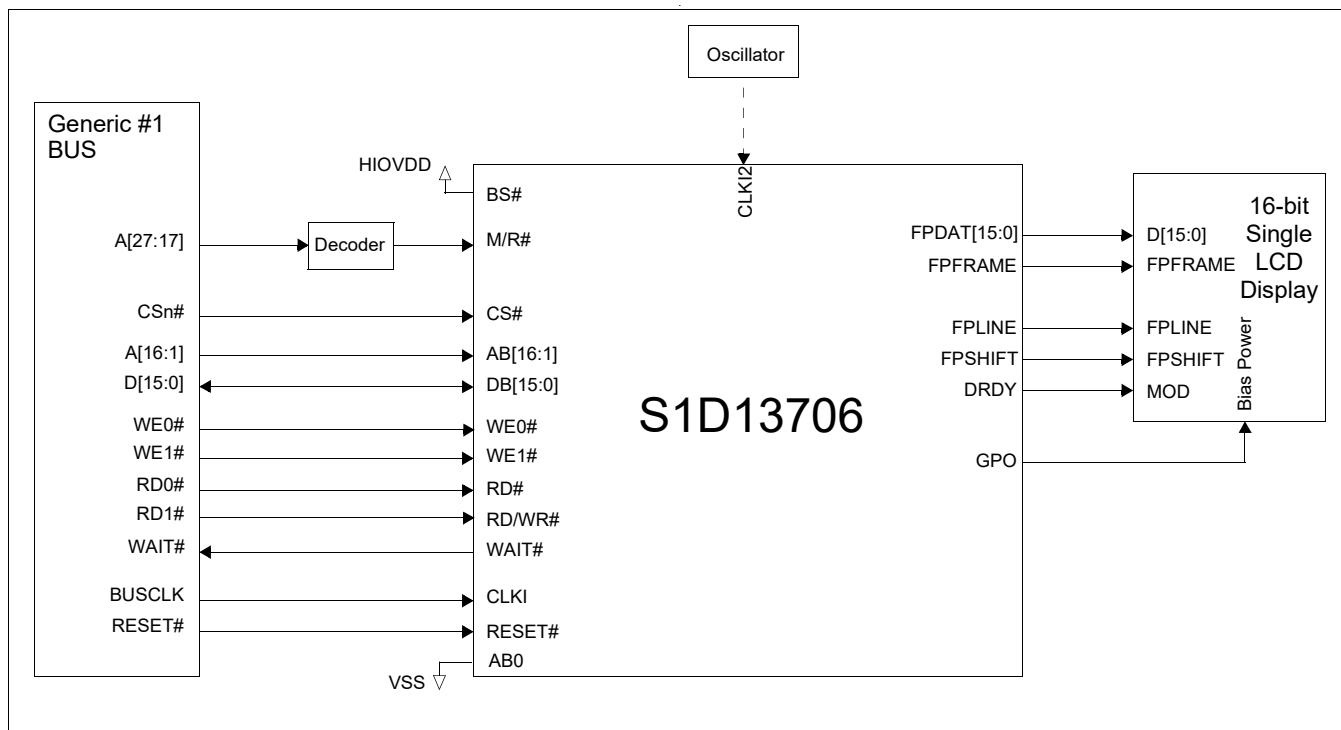 Oscillator
Generic #1
BUS
HIOVDD
BS#
CLKI2
A[27:17]
Decoder
M/R#
FPDAT[15:0]
D[15:0]
16-bit
Single
LCD
Display
FPFRAME
FPFRAME
CSn#
CS#
FPLINE
FPLINE
A[16:1]
AB[16:1]
FPSHIFT
FPSHIFT
D[15:0]
DB[15:0]
DRDY
MOD
Bias Power
S1D13706
WE0#
WE0#
WE1#
WE1#
GPO
RD0#
RD#
RD1#
RD/WR#
WAIT#
WAIT#
BUSCLK
CLKI
RESET#
RESET#
AB0
VSS